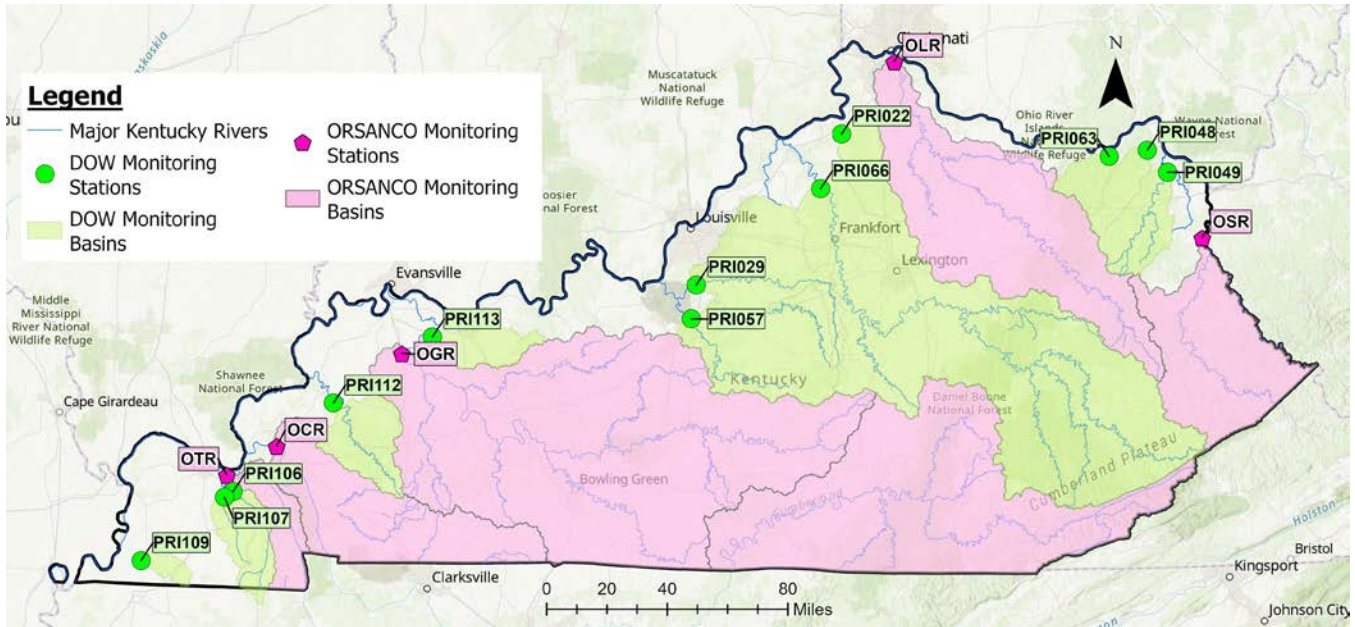 Kaskaskia
Cincinnati
OLR
N
Muscatatuck
National
Wildlife Refuge
Legend
Major Kentucky Rivers
DOW Monitoring
Stations
DOW Monitoring
Basins
ORSANCO Monitoring
Stations
ORSANCO Monitoring
Basins
PRI022
Ohio River
Islands
Wildlife Refuge
PRI063
PRI048
Wayne National
PRI049
PRI066
OSR
Louisville
Frankfort
Lexington
PRI029
PRI057
Evansville
PRI113
OGR
Middle
Mississippi
River National
Wildlife Refuge
Shawnee
National Forest
PRI112
Kentucky
Daniel Boone
National Forest
Cape Girardeau
OCR
OTR
PRI106
PRI107
Bowling Green
Cumberland
Cumberland Plateau
PRI109
Clarksville
0 20 40 80
Miles
Holston
Bristol
Kingsport
Johnson City